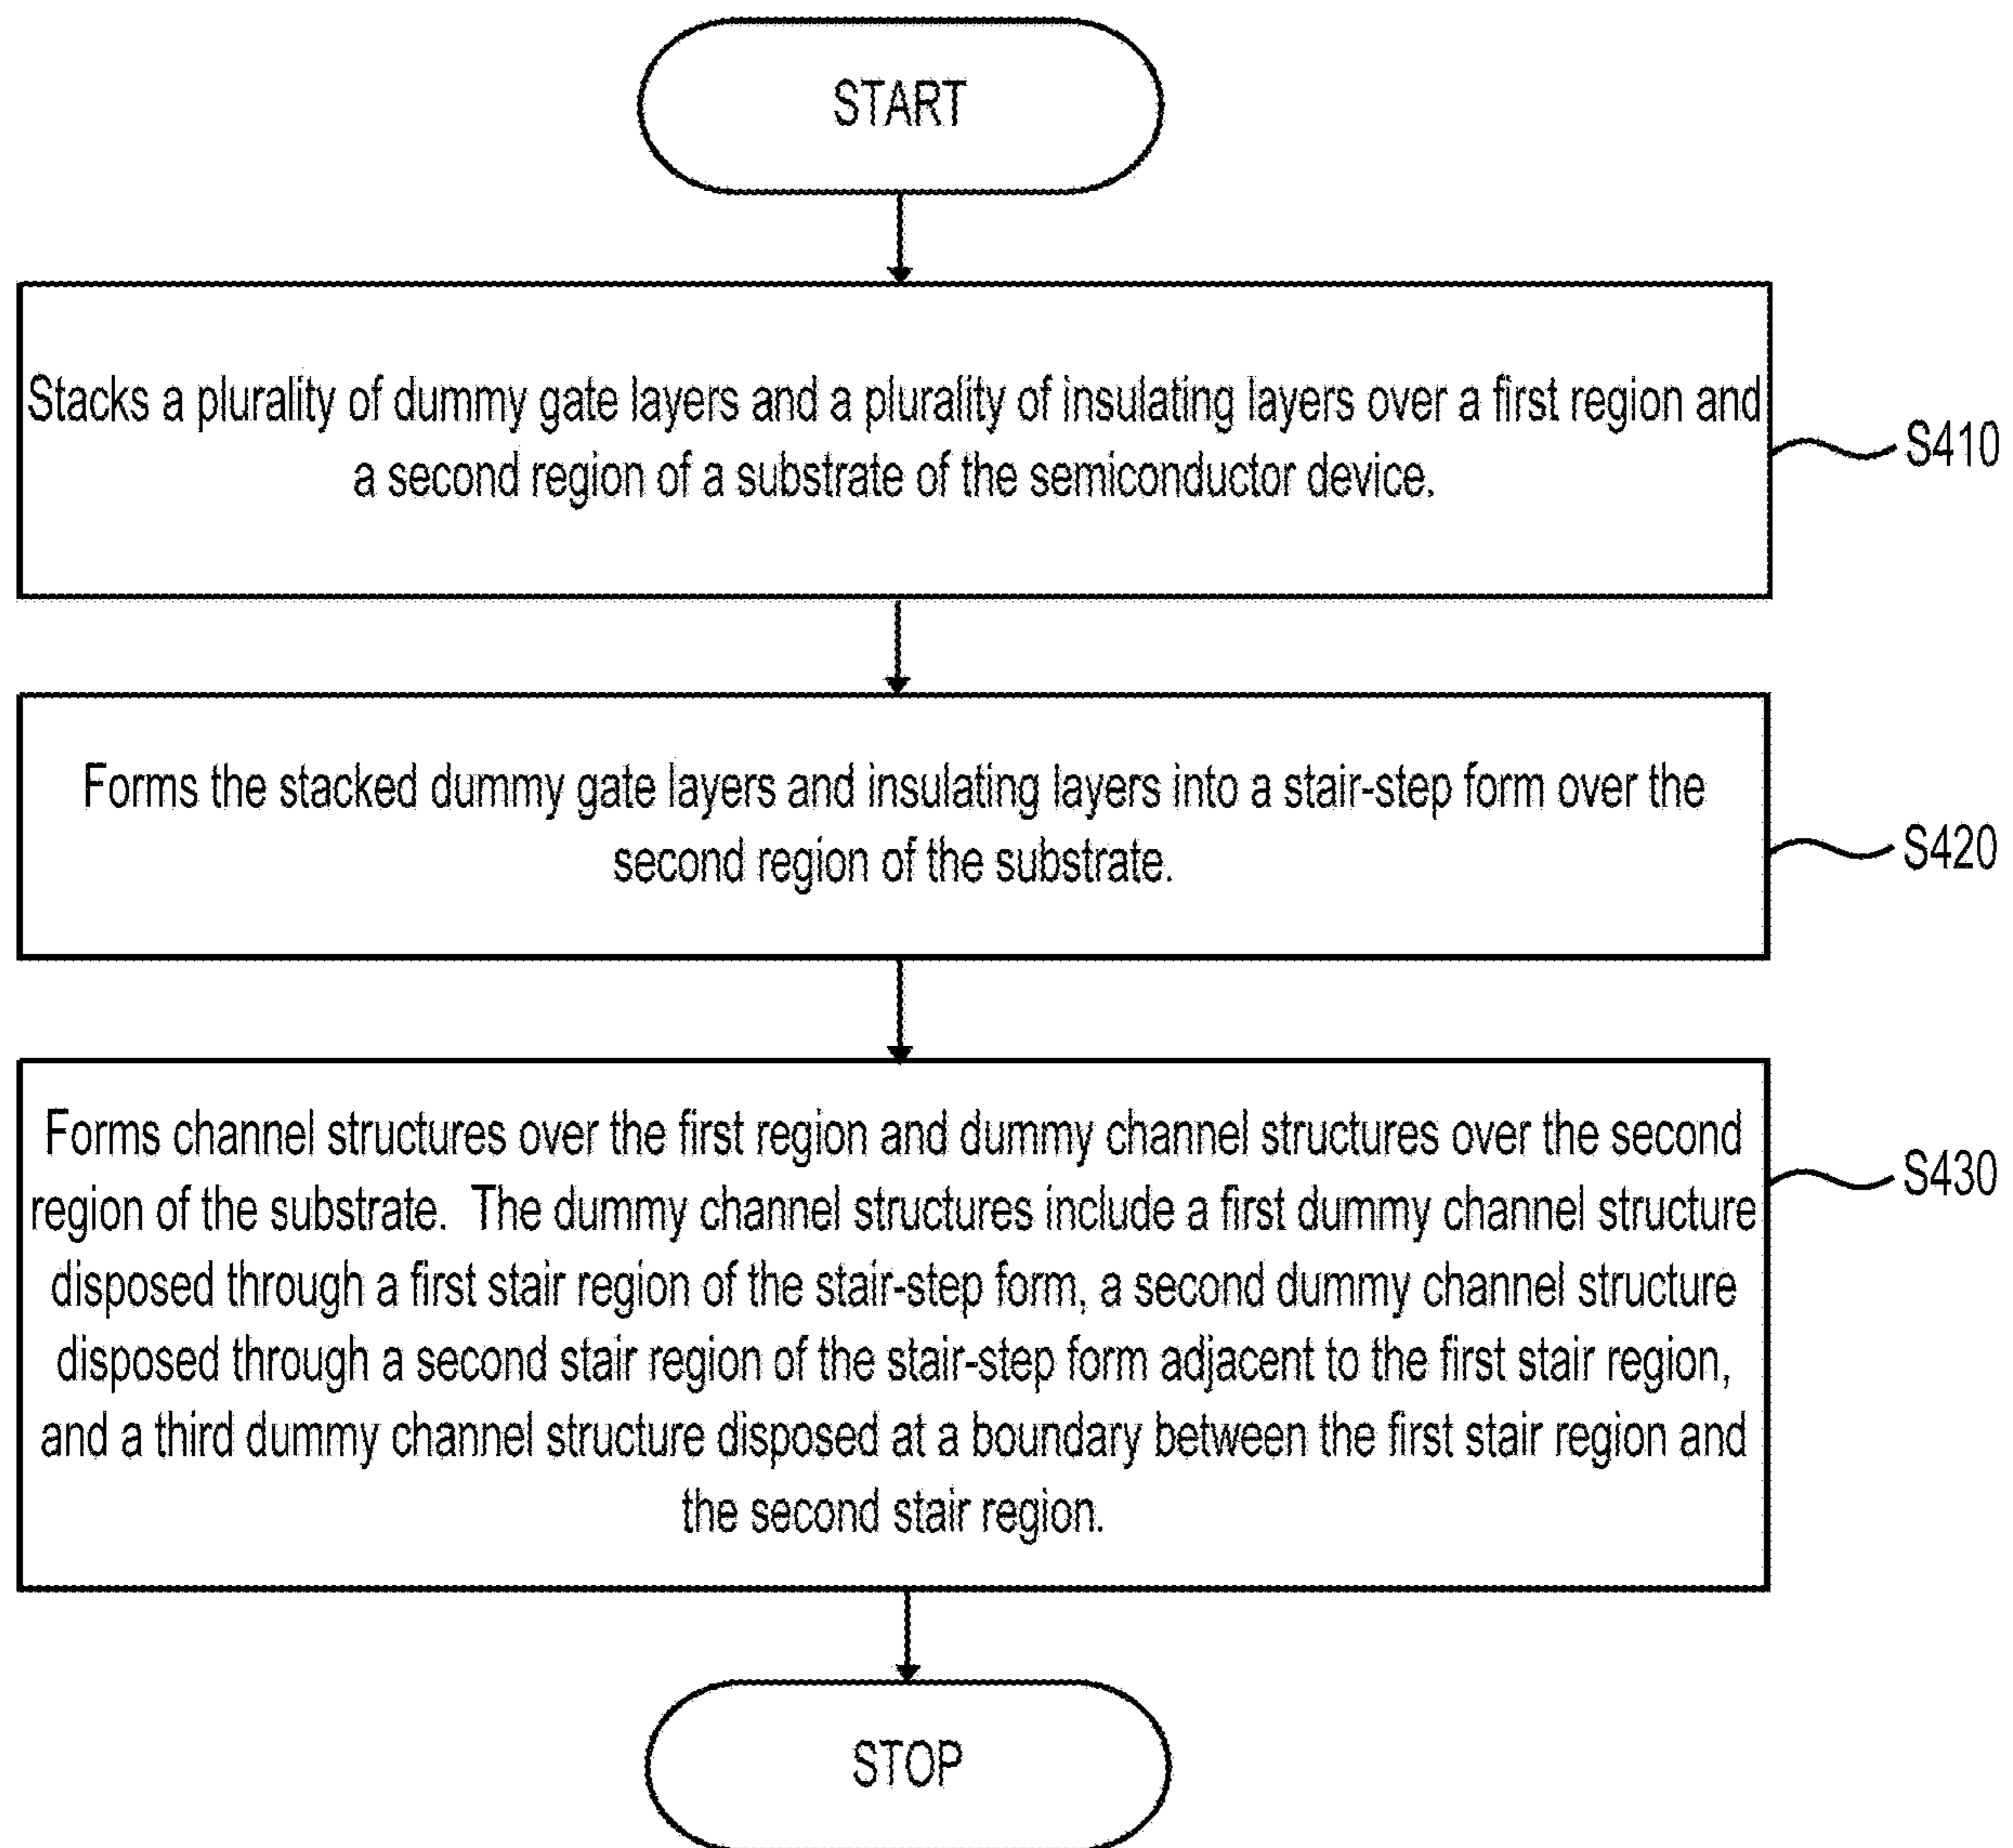 START
Stacks a plurality of dummy gate layers and a plurality of insulating layers over a first region and
a second region of a substrate of the semiconductor device.
S410
Forms the stacked dummy gate layers and insulating layers into a stair-step form over the
second region of the substrate.
S420
Forms channel structures over the first region and dummy channel structures over the second
region of the substrate.  The dummy channel structures include a first dummy channel structure
disposed through a first stair region of the stair-step form, a second dummy channel structure
disposed through a second stair region of the stair-step form adjacent to the first stair region,
and a third dummy channel structure disposed at a boundary between the first stair region and
the second stair region.
S430
STOP